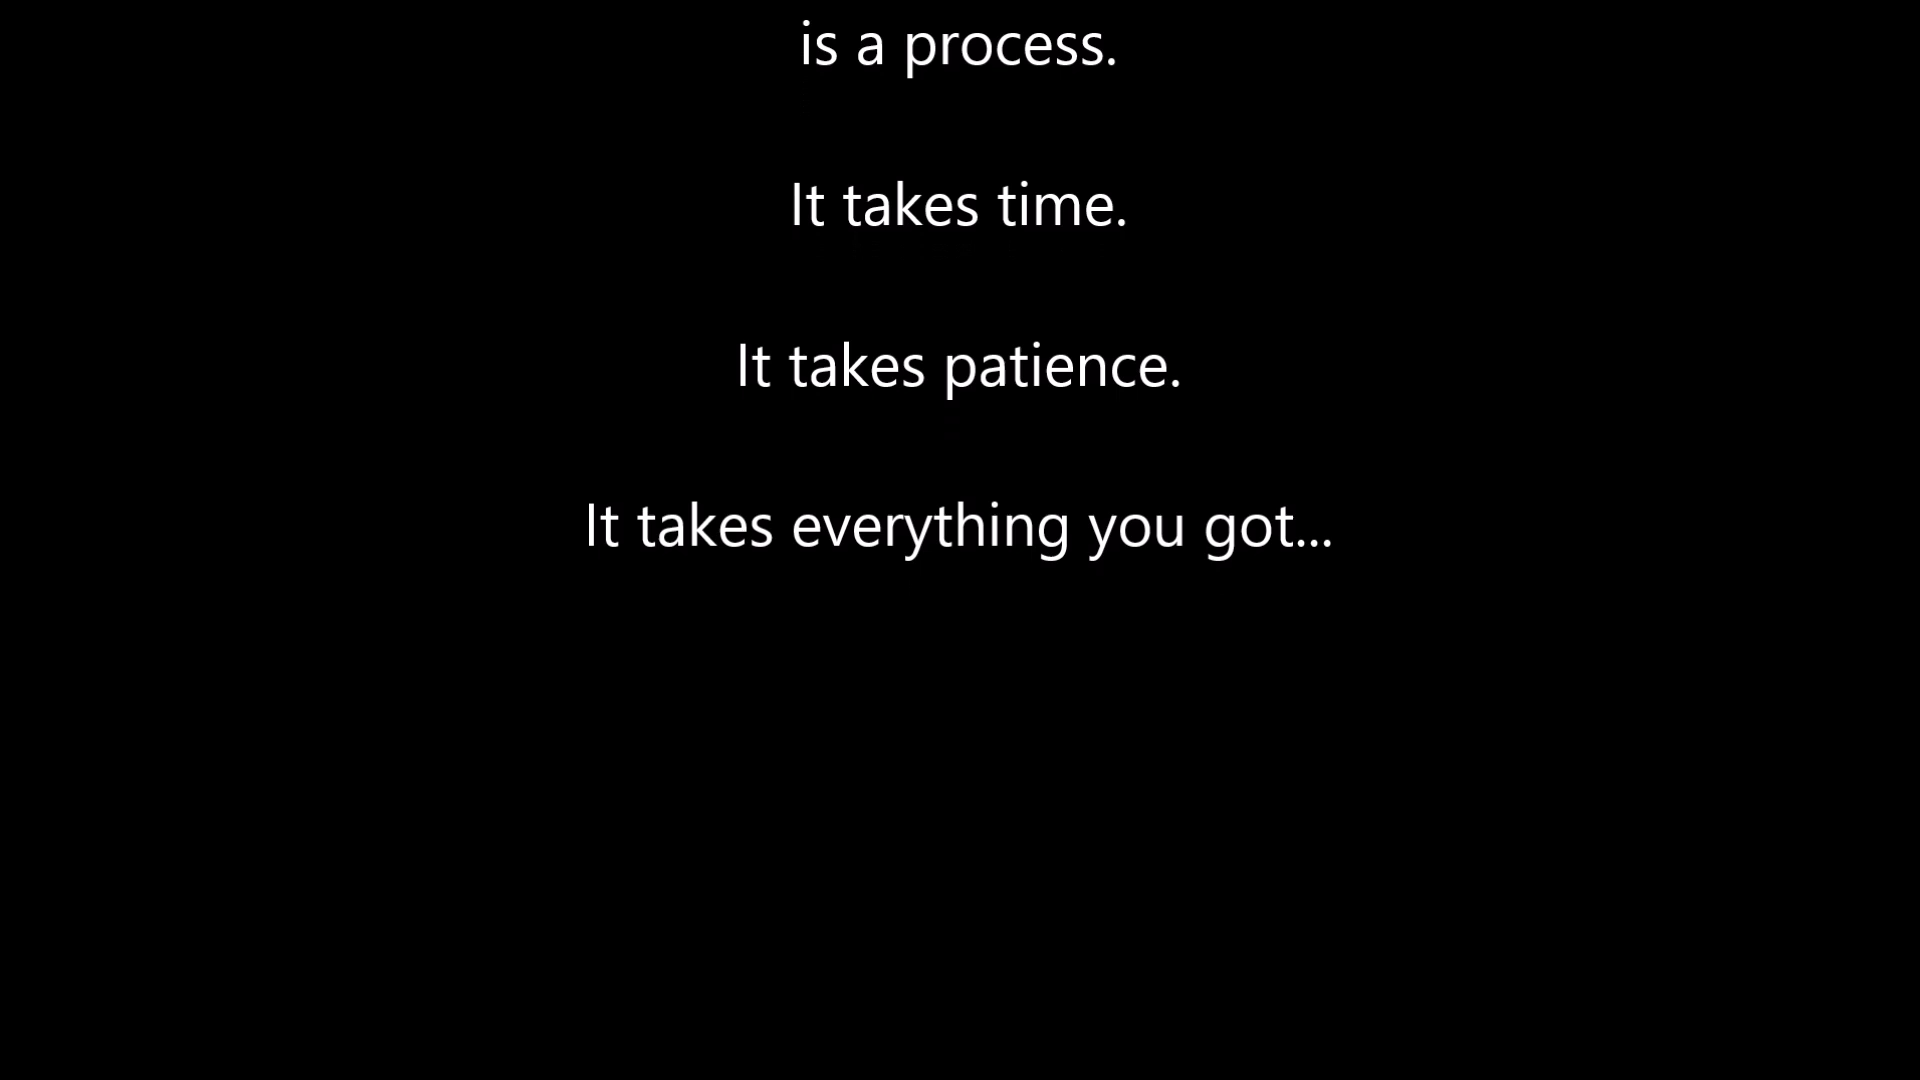 is a process.
It takes time.
It takes patience.
It takes everything you got...